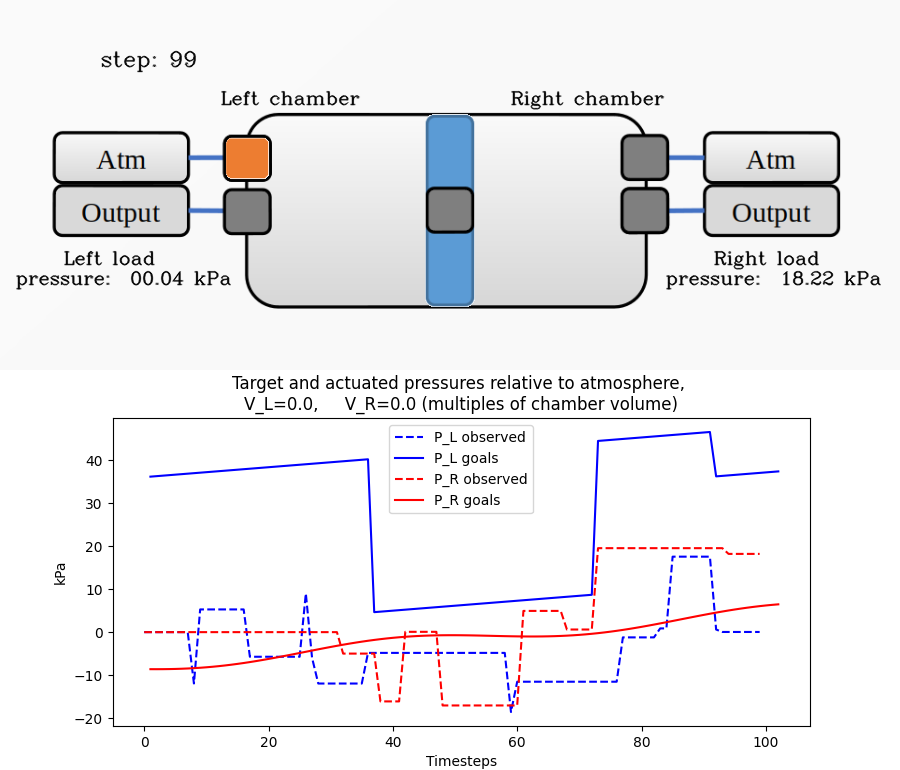 step: 99
Left chamber
Right chamber
Atm
Atm
Output
Output
Left load
pressure: 00.04 kPa
Right load
pressure: 18.22 kPa
Target and actuated pressures relative to atmosphere,
V_L=0.0, V_R=0.0 (multiples of chamber volume)
P_L observed
P_L goals
P_R observed
P_R goals
kPa
40
30
20
10
0
−10
−20
0 20 40 60 80 100
Timesteps